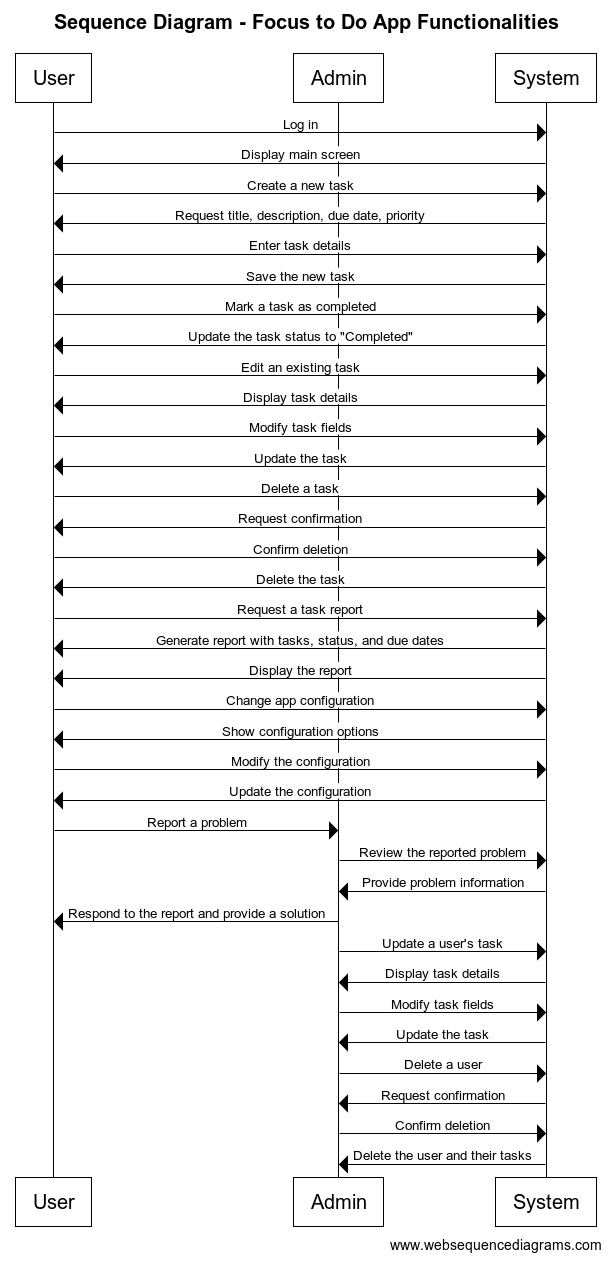 Sequence Diagram - Focus to Do App Functionalities
User
Admin
System
Log in
Display main screen
Create a new task
Request title, description, due date, priority
Enter task details
Save the new task
Mark a task as completed
Update the task status to "Completed"
Edit an existing task
Display task details
Modify task fields
Update the task
Delete a task
Request confirmation
Confirm deletion
Delete the task
Request a task report
Generate report with tasks, status, and due dates
Display the report
Change app configuration
Show configuration options
Modify the configuration
Update the configuration
Report a problem
Review the reported problem
Provide problem information
Respond to the report and provide a solution
Update a user's task
Display task details
Modify task fields
Update the task
Delete a user
Request confirmation
Confirm deletion
Delete the user and their tasks
User
Admin
System
www.websequencediagrams.com